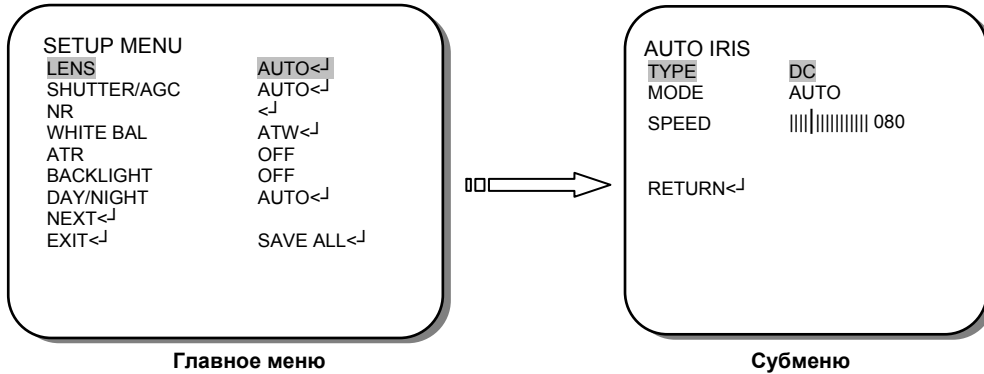 SETUP MENU
LENS AUTO<┘
SHUTTER/AGC AUTO<┘
NR <┘
WHITE BAL ATW<┘
ATR OFF
BACKLIGHT OFF
DAY/NIGHT AUTO<┘
NEXT<┘
EXIT<┘ SAVE ALL<┘
Главное меню
AUTO IRIS
TYPE DC
MODE AUTO
SPEED ||||||||||||||| 080
RETURN<┘
Субменю